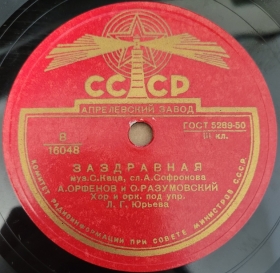 СССР
АПРЕЛЕВСКИЙ ЗАВОД
В-
16048
ГОСТ 5289-50
III кл.
ЗАЗДРАВНАЯ
муз. С. Каца, сл. А. Софронова
А. ОРФЕНОВ и О. РАЗУМОВСКИЙ
Хор и орк. под упр.
Л. Г. Юрьева
КОМИТЕТ РАДИОИНФОРМАЦИИ ПРИ СОВЕТЕ МИНИСТРОВ СССР